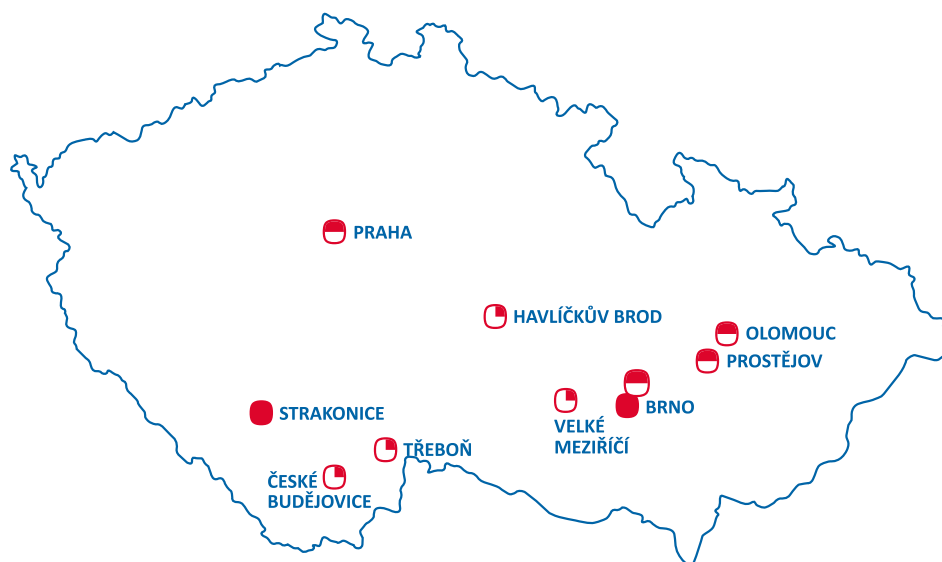 PRAHA
HAVLÍČKŮV BROD
OLOMOUC
PROSTĚJOV
STRAKONICE
BRNO
VELKÉ
MEZIŘÍČÍ
TŘEBOŇ
ČESKÉ
BUDĚJOVICE